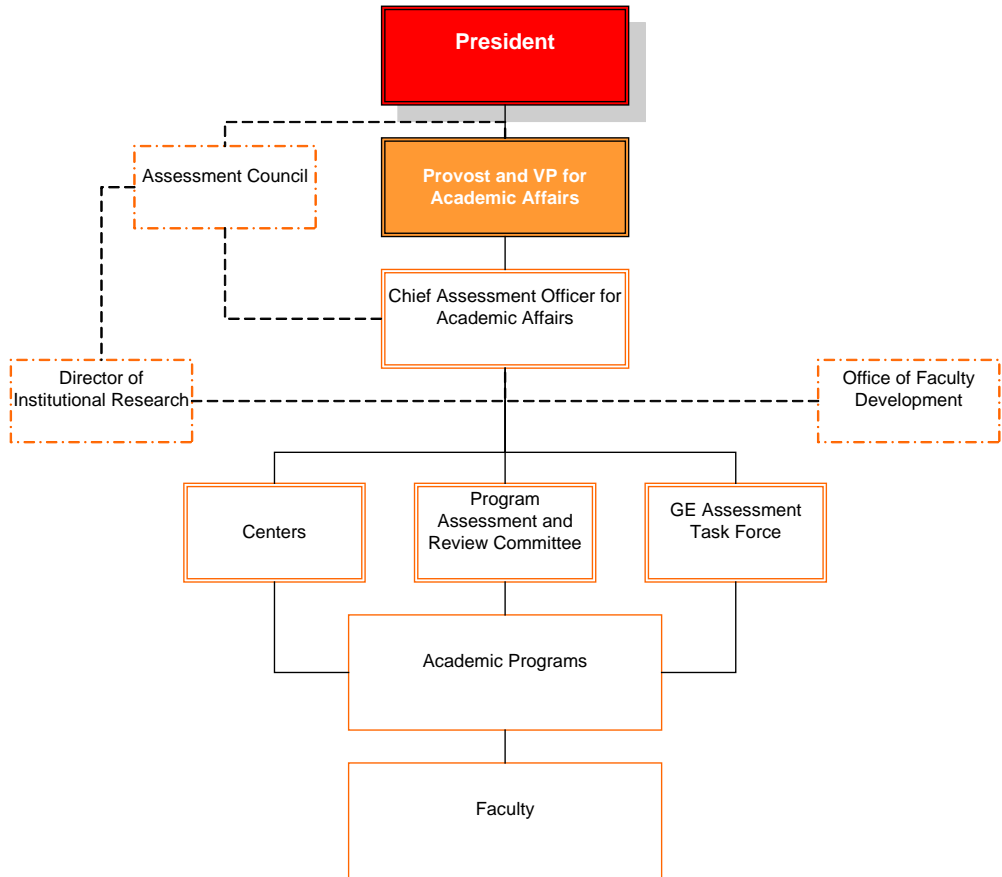 President
Assessment Council
Provost and VP for
Academic Affairs
Chief Assessment Officer for
Academic Affairs
Director of
Institutional Research
Office of Faculty
Development
Centers
Program
Assessment and
Review Committee
GE Assessment
Task Force
Academic Programs
Faculty